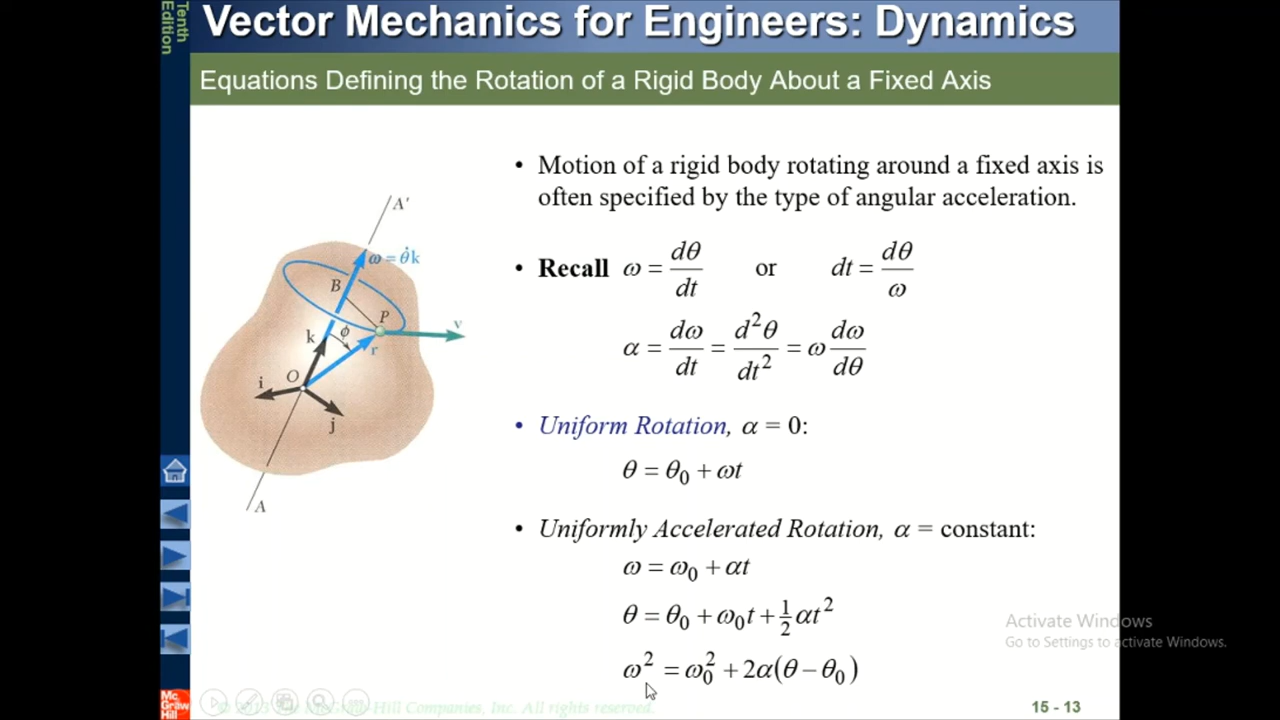 Vector Mechanics for Engineers: Dynamics
Tenth
Edition
Equations Defining the Rotation of a Rigid Body About a Fixed Axis
• Motion of a rigid body rotating around a fixed axis is
often specified by the type of angular acceleration.
• Recall ω = dθ/dt or dt = dθ/ω
α = dω/dt = d²θ/dt² = ω dω/dθ
• Uniform Rotation, α = 0:
θ = θ₀ + ωt
• Uniformly Accelerated Rotation, α = constant:
ω = ω₀ + αt
θ = θ₀ + ω₀t + ½αt²
ω² = ω₀² + 2α(θ − θ₀)
A'
ω = θ̇k
B
P
v
k
ϕ
r
O
i
j
A
Activate Windows
Go to Settings to activate Windows.
Mc
Graw
Hill
© 2013 The McGraw-Hill Companies, Inc. All rights reserved.
15 - 13